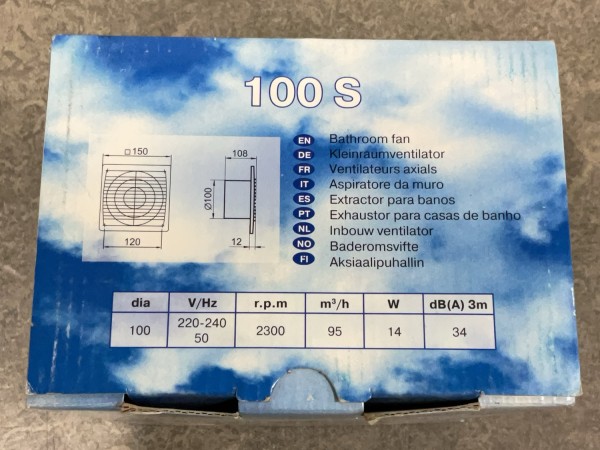 100 S
□150
108
Ø100
120
12
EN Bathroom fan
DE Kleinraumventilator
FR Ventilateurs axials
IT Aspiratore da muro
ES Extractor para banos
PT Exhaustor para casas de banho
NL Inbouw ventilator
NO Baderomsvifte
FI Aksiaalipuhallin
dia V/Hz r.p.m m³/h W dB(A) 3m
100 220-240 50 2300 95 14 34